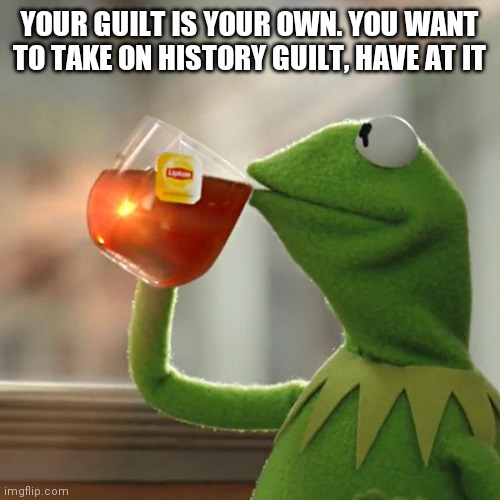 YOUR GUILT IS YOUR OWN. YOU WANT
TO TAKE ON HISTORY GUILT, HAVE AT IT
Lipton
imgflip.com